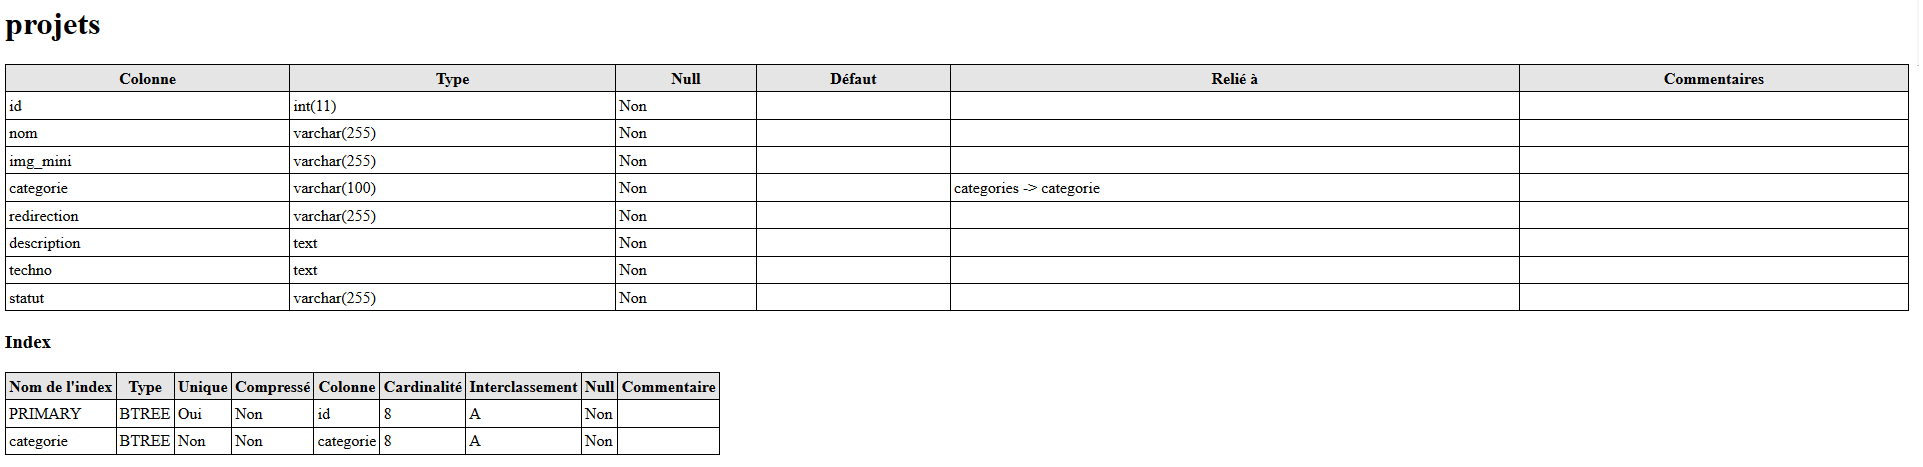 projets
Colonne Type Null Défaut Relié à Commentaires
id int(11) Non
nom varchar(255) Non
img_mini varchar(255) Non
categorie varchar(100) Non categories -> categorie
redirection varchar(255) Non
description text Non
techno text Non
statut varchar(255) Non
Index
Nom de l'index Type Unique Compressé Colonne Cardinalité Interclassement Null Commentaire
PRIMARY BTREE Oui Non id 8 A Non
categorie BTREE Non Non categorie 8 A Non